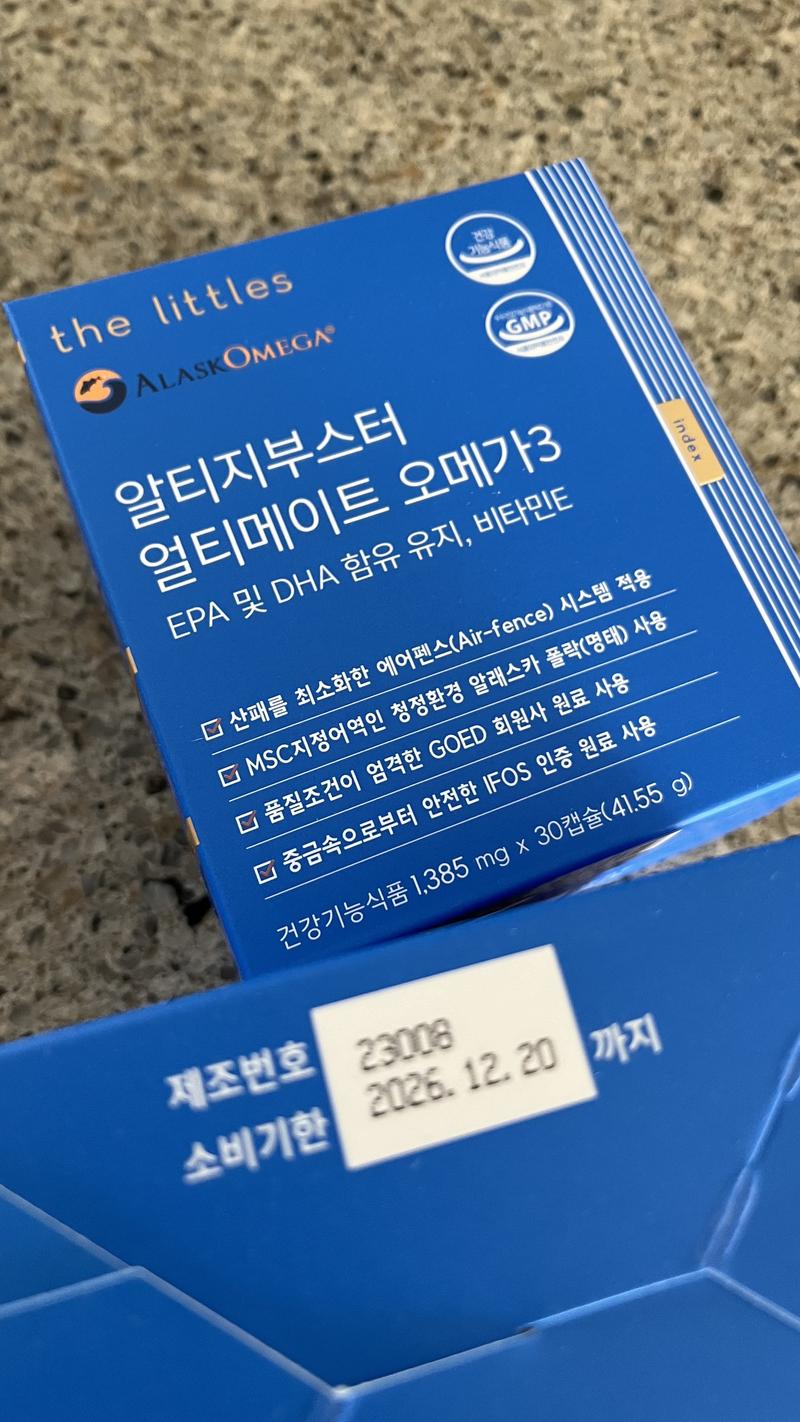 the littles
ALASKOMEGA®
건강
기능식품
GMP
index
알티지부스터
얼티메이트 오메가3
EPA 및 DHA 함유 유지, 비타민E
산패를 최소화한 에어펜스(Air-fence) 시스템 적용
MSC지정어역인 청정환경 알래스카 폴락(명태) 사용
품질조건이 엄격한 GOED 회원사 원료 사용
중금속으로부터 안전한 IFOS 인증 원료 사용
건강기능식품 1,385 mg x 30캡슐(41.55 g)
제조번호 23008
소비기한 2026. 12. 20 까지